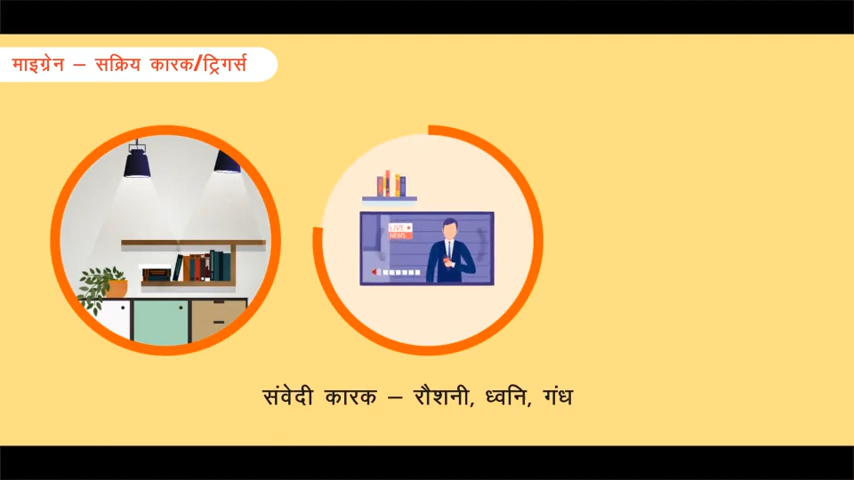 माइग्रेन – सक्रिय कारक/ट्रिगर्स
LIVE
NEWS
संवेदी कारक – रौशनी, ध्वनि, गंध